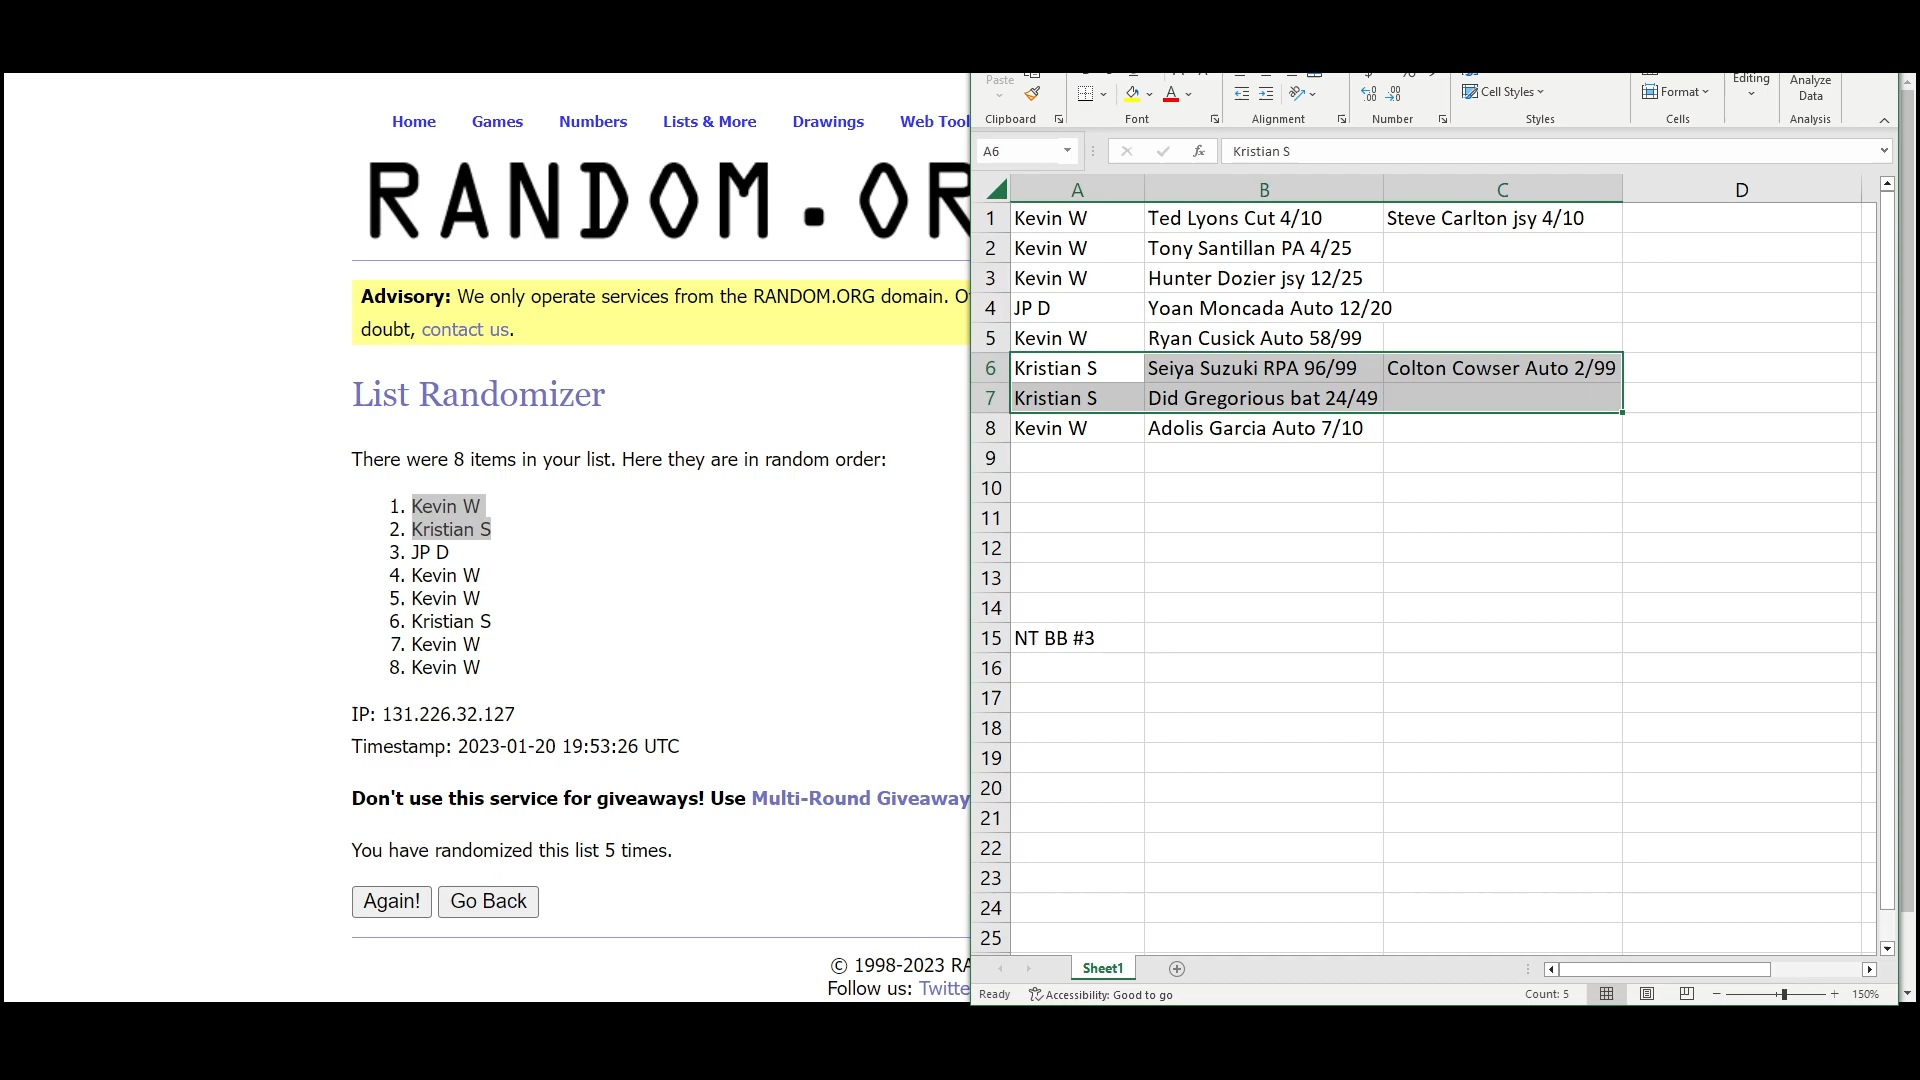 Home Games Numbers Lists & More Drawings Web Tool
RANDOM.OR
Advisory: We only operate services from the RANDOM.ORG domain. O
doubt, contact us.
List Randomizer
There were 8 items in your list. Here they are in random order:
1. Kevin W
2. Kristian S
3. JP D
4. Kevin W
5. Kevin W
6. Kristian S
7. Kevin W
8. Kevin W
IP: 131.226.32.127
Timestamp: 2023-01-20 19:53:26 UTC
Don't use this service for giveaways! Use Multi-Round Giveaway
You have randomized this list 5 times.
Again! Go Back
© 1998-2023 RA
Follow us: Twitte
Paste Cell Styles Format Editing Analyze
Data
Clipboard Font Alignment Number Styles Cells Analysis
A6 fx Kristian S
A B C D
1 Kevin W Ted Lyons Cut 4/10 Steve Carlton jsy 4/10
2 Kevin W Tony Santillan PA 4/25
3 Kevin W Hunter Dozier jsy 12/25
4 JP D Yoan Moncada Auto 12/20
5 Kevin W Ryan Cusick Auto 58/99
6 Kristian S Seiya Suzuki RPA 96/99 Colton Cowser Auto 2/99
7 Kristian S Did Gregorious bat 24/49
8 Kevin W Adolis Garcia Auto 7/10
9
10
11
12
13
14
15 NT BB #3
16
17
18
19
20
21
22
23
24
25
Sheet1
Ready Accessibility: Good to go Count: 5 150%